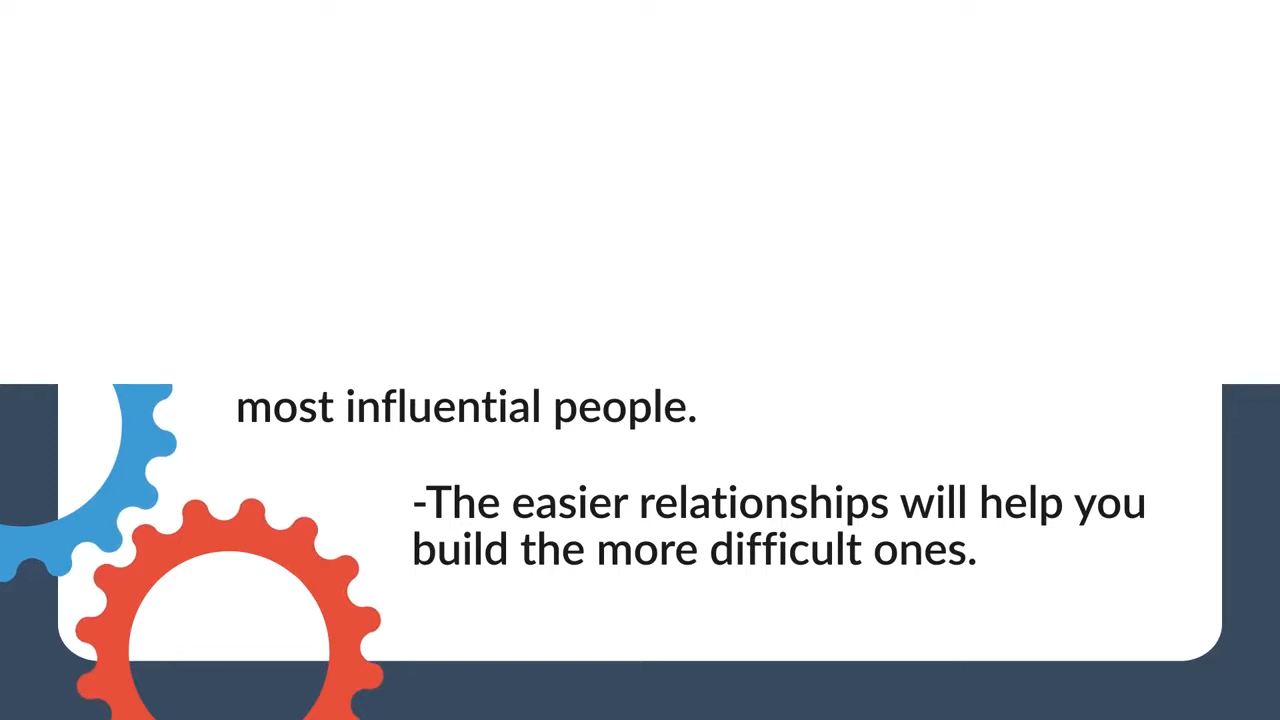 most influential people.
-The easier relationships will help you
build the more difficult ones.